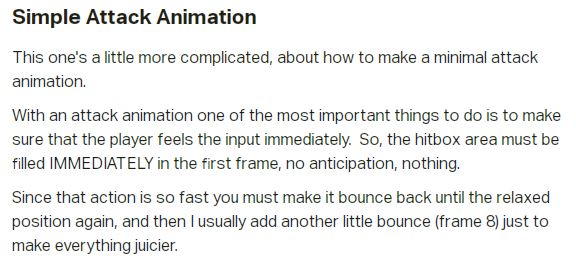 Simple Attack Animation
This one's a little more complicated, about how to make a minimal attack
animation.
With an attack animation one of the most important things to do is to make
sure that the player feels the input immediately.  So, the hitbox area must be
filled IMMEDIATELY in the first frame, no anticipation, nothing.
Since that action is so fast you must make it bounce back until the relaxed
position again, and then I usually add another little bounce (frame 8) just to
make everything juicier.